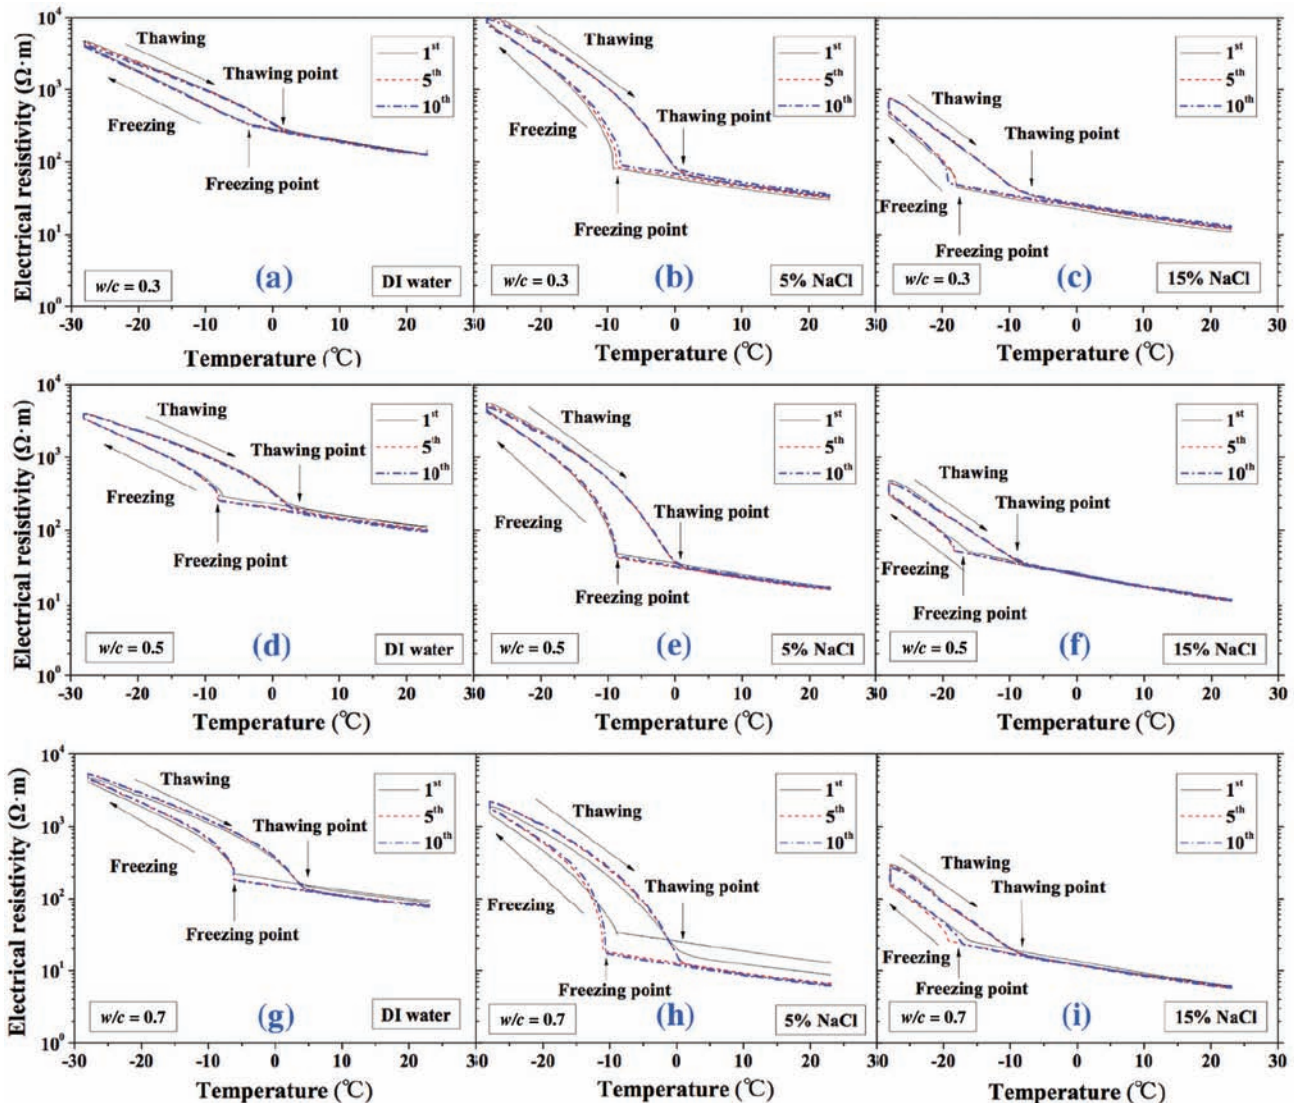 Electrical resistivity (Ω·m)
10⁴
10³
10²
10¹
10⁰
Thawing
Thawing point
Freezing
Freezing point
1st
5th
10th
w/c = 0.3
(a)
DI water
-30 -20 -10 0 10 20 30
Temperature (℃)
Thawing
Thawing point
Freezing
Freezing point
1st
5th
10th
w/c = 0.3
(b)
5% NaCl
-20 -10 0 10 20 30
Temperature (℃)
Thawing
Thawing point
Freezing
Freezing point
1st
5th
10th
w/c = 0.3
(c)
15% NaCl
-20 -10 0 10 20 30
Temperature (℃)
Electrical resistivity (Ω·m)
10⁴
10³
10²
10¹
10⁰
Thawing
Thawing point
Freezing
Freezing point
1st
5th
10th
w/c = 0.5
(d)
DI water
-30 -20 -10 0 10 20 30
Temperature (℃)
Thawing
Thawing point
Freezing
Freezing point
1st
5th
10th
w/c = 0.5
(e)
5% NaCl
-20 -10 0 10 20 30
Temperature (℃)
Thawing
Thawing point
Freezing
Freezing point
1st
5th
10th
w/c = 0.5
(f)
15% NaCl
-20 -10 0 10 20 30
Temperature (℃)
Electrical resistivity (Ω·m)
10⁴
10³
10²
10¹
10⁰
Thawing
Thawing point
Freezing
Freezing point
1st
5th
10th
w/c = 0.7
(g)
DI water
-30 -20 -10 0 10 20 30
Temperature (℃)
Thawing
Thawing point
Freezing
Freezing point
1st
5th
10th
w/c = 0.7
(h)
5% NaCl
-20 -10 0 10 20 30
Temperature (℃)
Thawing
Thawing point
Freezing
Freezing point
1st
5th
10th
w/c = 0.7
(i)
15% NaCl
-20 -10 0 10 20 30
Temperature (℃)